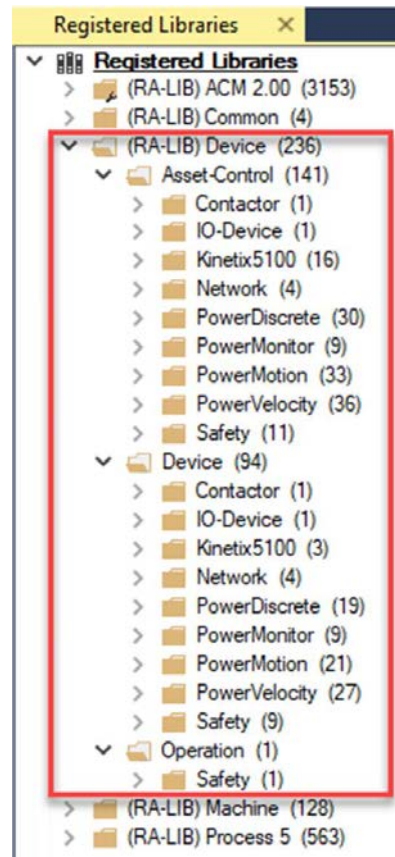 Registered Libraries
Registered Libraries
(RA-LIB) ACM 2.00 (3153)
(RA-LIB) Common (4)
(RA-LIB) Device (236)
Asset-Control (141)
Contactor (1)
IO-Device (1)
Kinetix5100 (16)
Network (4)
PowerDiscrete (30)
PowerMonitor (9)
PowerMotion (33)
PowerVelocity (36)
Safety (11)
Device (94)
Contactor (1)
IO-Device (1)
Kinetix5100 (3)
Network (4)
PowerDiscrete (19)
PowerMonitor (9)
PowerMotion (21)
PowerVelocity (27)
Safety (9)
Operation (1)
Safety (1)
(RA-LIB) Machine (128)
(RA-LIB) Process 5 (563)